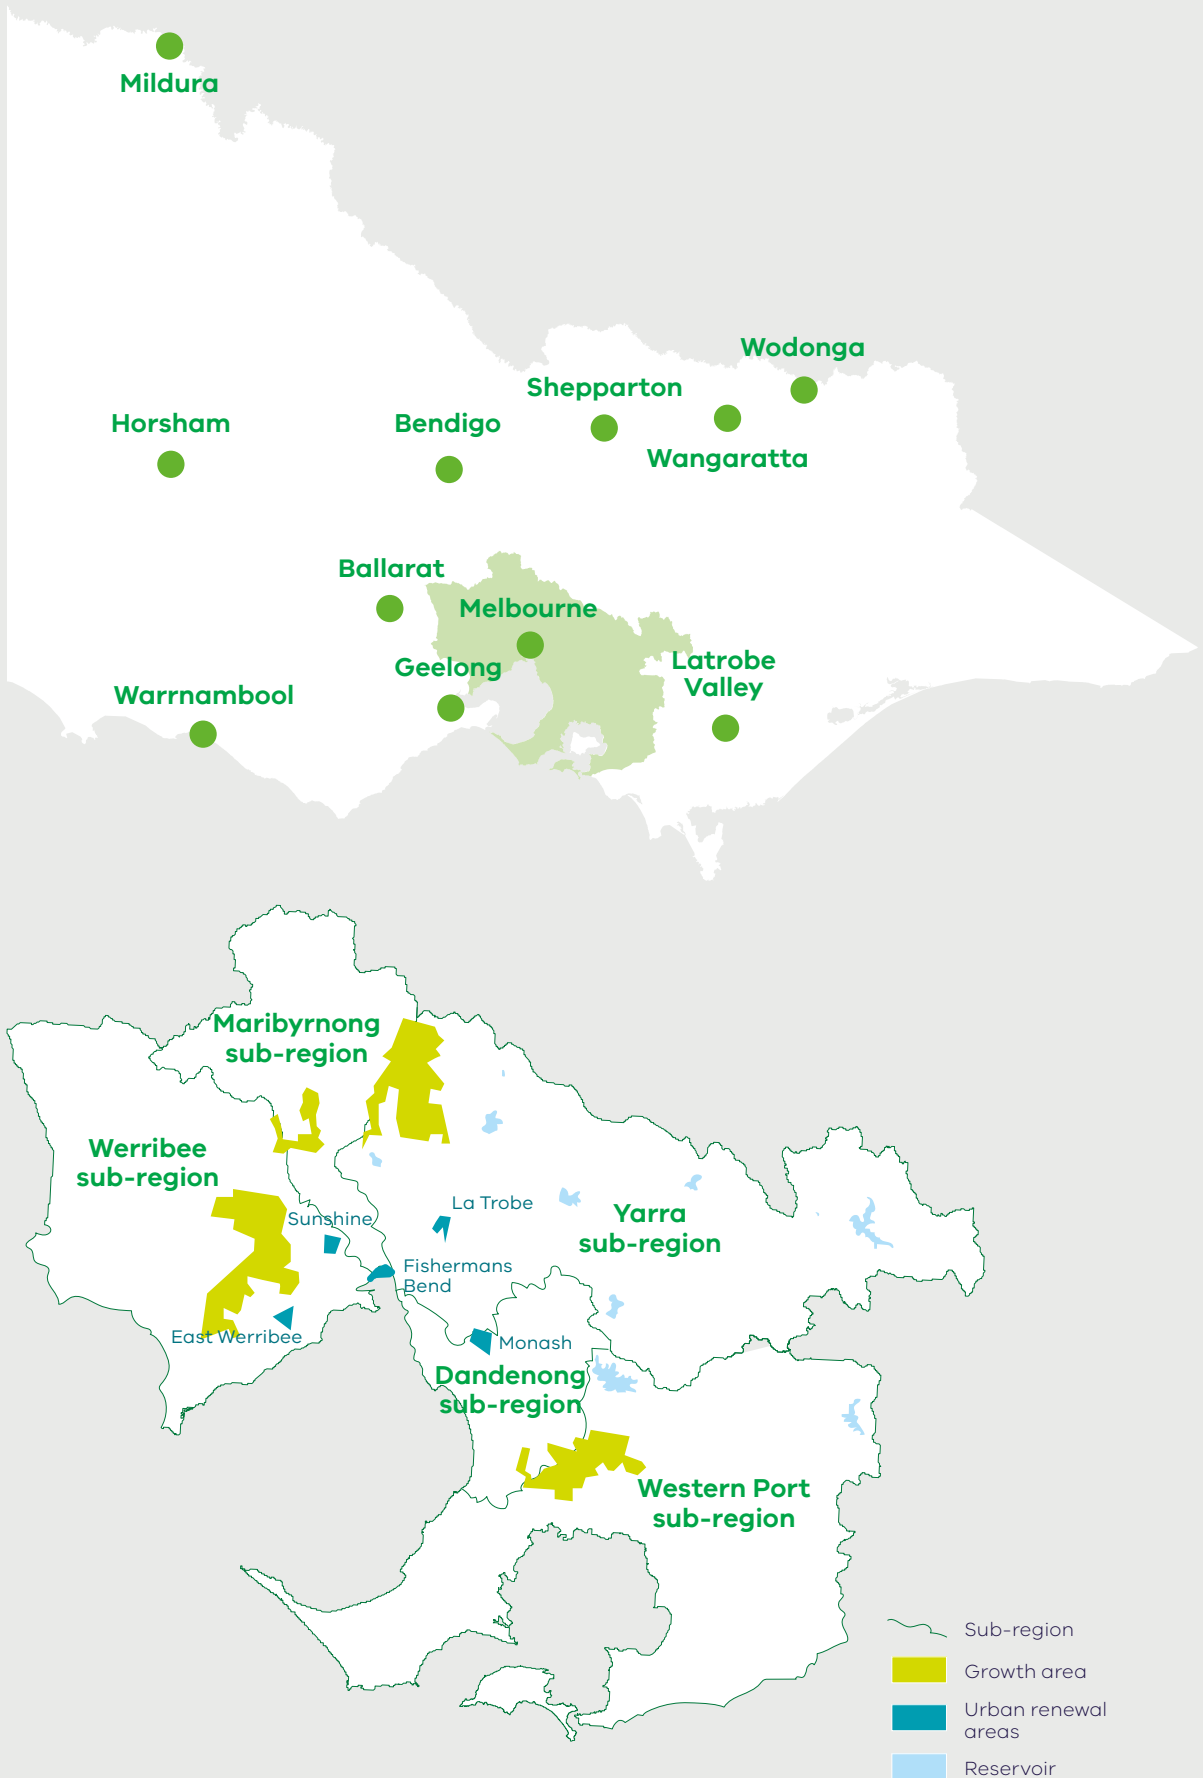 Mildura
Wodonga
Shepparton
Wangaratta
Horsham
Bendigo
Ballarat
Melbourne
Geelong
Latrobe
Valley
Warrnambool
Maribyrnong
sub-region
Werribee
sub-region
Sunshine
La Trobe
Yarra
sub-region
Fishermans
Bend
East Werribee
Monash
Dandenong
sub-region
Western Port
sub-region
Sub-region
Growth area
Urban renewal
areas
Reservoir